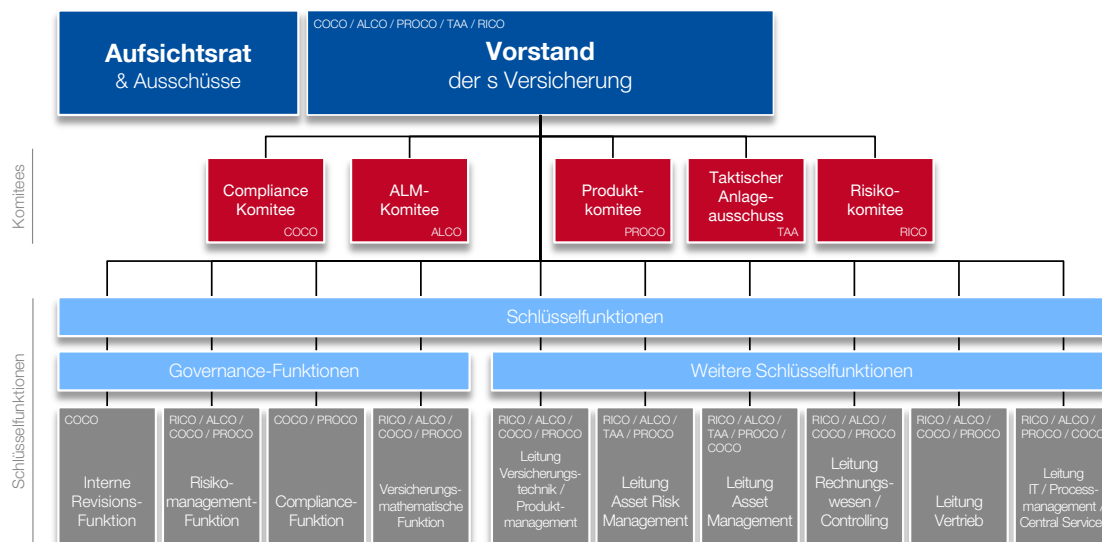 COCO / ALCO / PROCO / TAA / RICO
Aufsichtsrat
& Ausschüsse
Vorstand
der s Versicherung
Komitees
Compliance
Komitee
COCO
ALM-
Komitee
ALCO
Produkt-
komitee
PROCO
Taktischer
Anlage-
ausschuss
TAA
Risiko-
komitee
RICO
Schlüsselfunktionen
Schlüsselfunktionen
Governance-Funktionen
Weitere Schlüsselfunktionen
COCO
Interne
Revisions-
Funktion
RICO / ALCO /
COCO / PROCO
Risiko-
management-
Funktion
COCO / PROCO
Compliance-
Funktion
RICO / ALCO /
COCO / PROCO
Versicherungs-
mathematische
Funktion
RICO / ALCO /
COCO / PROCO
Leitung
Versicherungs-
technik /
Produkt-
management
RICO / ALCO /
TAA / PROCO
Leitung
Asset Risk
Management
RICO / ALCO /
TAA / PROCO /
COCO
Leitung
Asset
Management
RICO / ALCO /
COCO / PROCO
Leitung
Rechnungs-
wesen /
Controlling
RICO / ALCO /
COCO / PROCO
Leitung
Vertrieb
RICO / ALCO /
PROCO / COCO
Leitung
IT / Process-
management /
Central Service